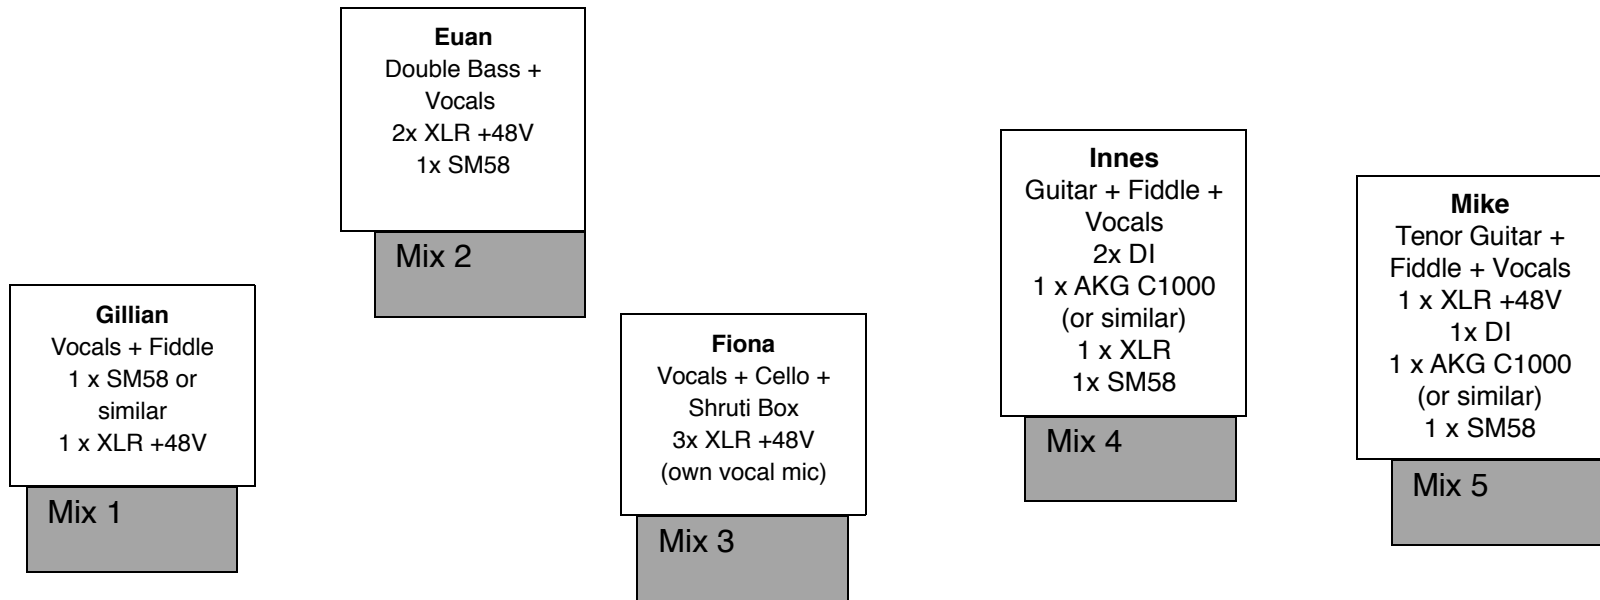 Euan
Double Bass +
Vocals
2x XLR +48V
1x SM58
Mix 2
Gillian
Vocals + Fiddle
1 x SM58 or
similar
1 x XLR +48V
Mix 1
Fiona
Vocals + Cello +
Shruti Box
3x XLR +48V
(own vocal mic)
Mix 3
Innes
Guitar + Fiddle +
Vocals
2x DI
1 x AKG C1000
(or similar)
1 x XLR
1x SM58
Mix 4
Mike
Tenor Guitar +
Fiddle + Vocals
1 x XLR +48V
1x DI
1 x AKG C1000
(or similar)
1 x SM58
Mix 5